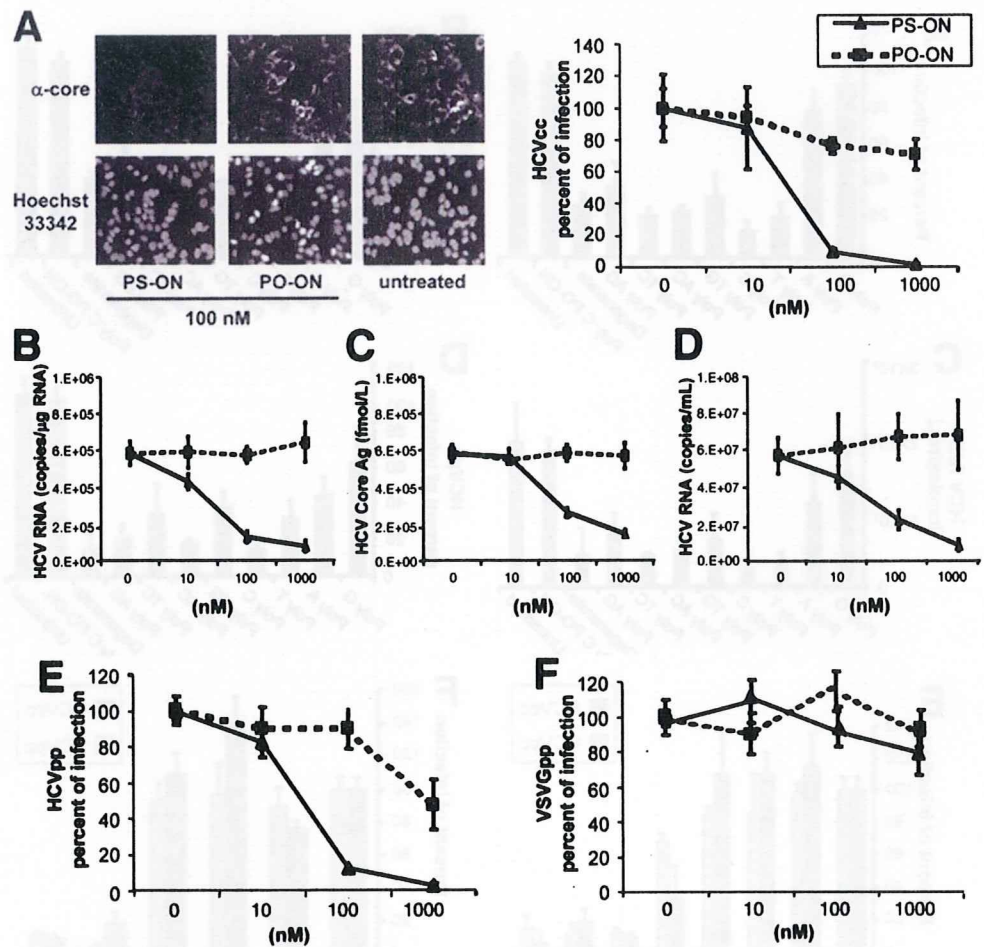 A
α-core
Hoechst
33342
PS-ON
PO-ON
untreated
100 nM
PS-ON
PO-ON
HCVcc
percent of infection
140
120
100
80
60
40
20
0
0
10
100
1000
(nM)
B
HCV RNA (copies/µg RNA)
1.E+06
8.E+05
6.E+05
4.E+05
2.E+05
0.E+00
0
10
100
1000
(nM)
C
HCV Core Ag (fmol/L)
1.E+06
8.E+05
6.E+05
4.E+05
2.E+05
0.E+00
0
10
100
1000
(nM)
D
HCV RNA (copies/mL)
1.E+08
8.E+07
6.E+07
4.E+07
2.E+07
0.E+00
0
10
100
1000
(nM)
E
HCVpp
percent of infection
120
100
80
60
40
20
0
0
10
100
1000
(nM)
F
VSVGpp
percent of infection
120
100
80
60
40
20
0
0
10
100
1000
(nM)